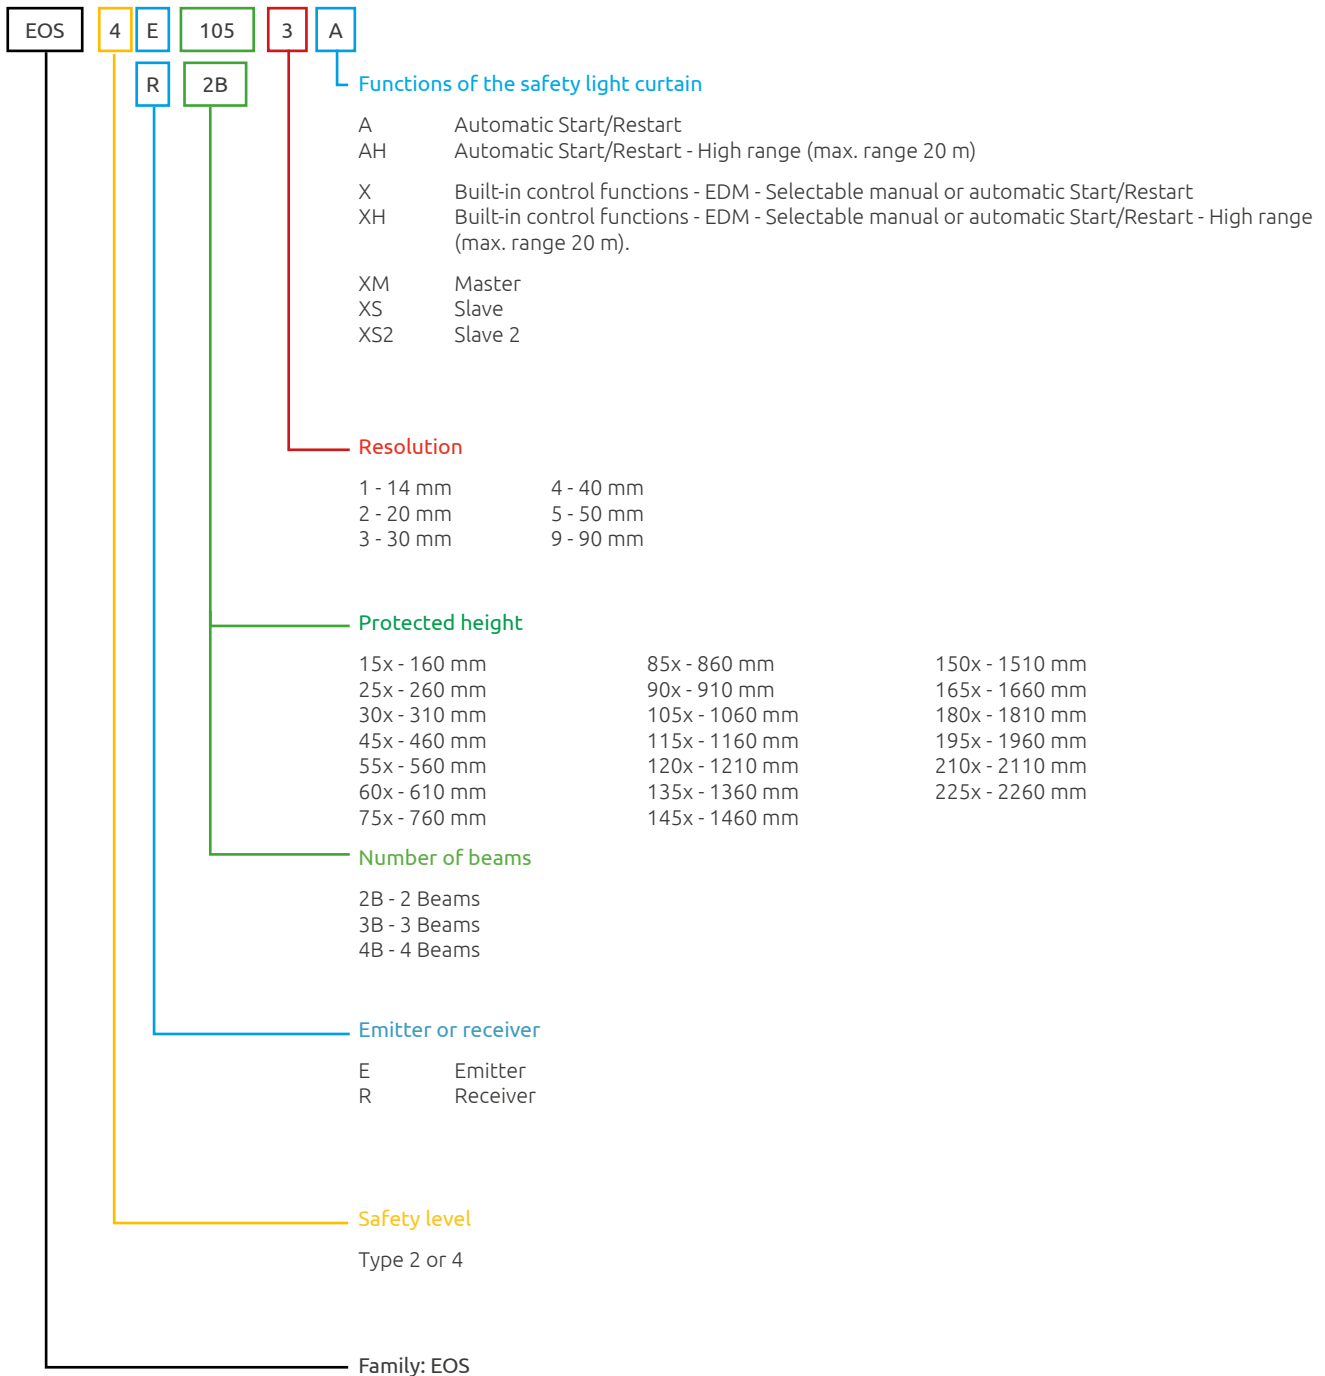 EOS 4 E 105 3 A
R 2B
Functions of the safety light curtain
A Automatic Start/Restart
AH Automatic Start/Restart - High range (max. range 20 m)
X Built-in control functions - EDM - Selectable manual or automatic Start/Restart
XH Built-in control functions - EDM - Selectable manual or automatic Start/Restart - High range
(max. range 20 m).
XM Master
XS Slave
XS2 Slave 2
Resolution
1 - 14 mm 4 - 40 mm
2 - 20 mm 5 - 50 mm
3 - 30 mm 9 - 90 mm
Protected height
15x - 160 mm 85x - 860 mm 150x - 1510 mm
25x - 260 mm 90x - 910 mm 165x - 1660 mm
30x - 310 mm 105x - 1060 mm 180x - 1810 mm
45x - 460 mm 115x - 1160 mm 195x - 1960 mm
55x - 560 mm 120x - 1210 mm 210x - 2110 mm
60x - 610 mm 135x - 1360 mm 225x - 2260 mm
75x - 760 mm 145x - 1460 mm
Number of beams
2B - 2 Beams
3B - 3 Beams
4B - 4 Beams
Emitter or receiver
E Emitter
R Receiver
Safety level
Type 2 or 4
Family: EOS